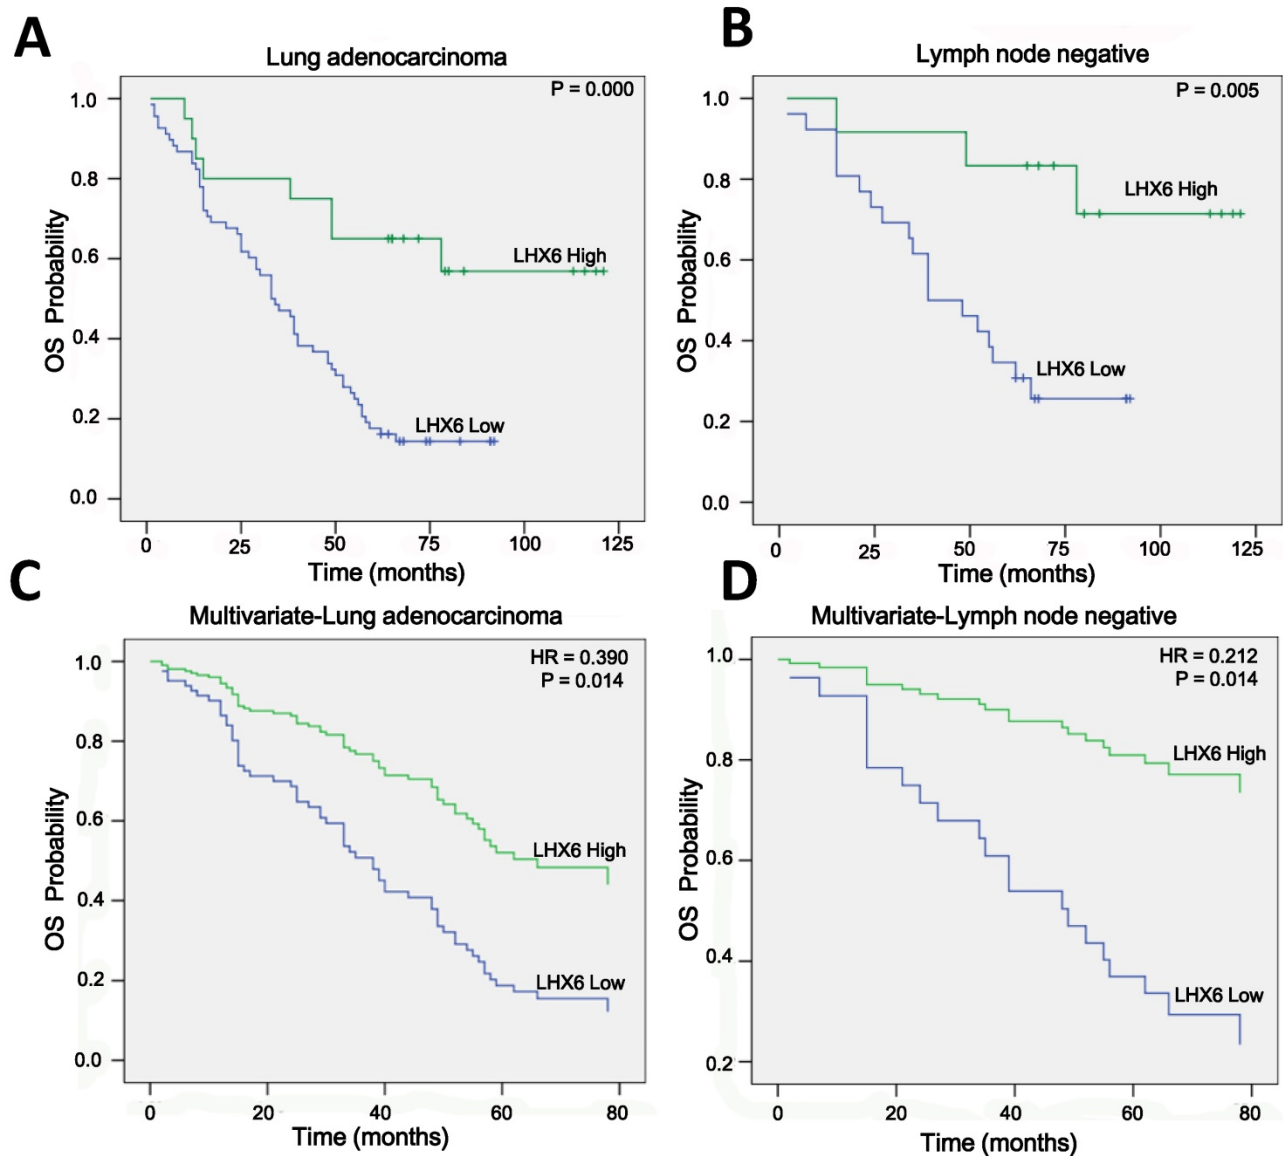 A
Lung adenocarcinoma
P = 0.000
1.0
0.8
0.6
0.4
0.2
0.0
OS Probability
LHX6 High
LHX6 Low
0 25 50 75 100 125
Time (months)
B
Lymph node negative
P = 0.005
1.0
0.8
0.6
0.4
0.2
0.0
OS Probability
LHX6 High
LHX6 Low
0 25 50 75 100 125
Time (months)
C
Multivariate-Lung adenocarcinoma
HR = 0.390
P = 0.014
1.0
0.8
0.6
0.4
0.2
0.0
OS Probability
LHX6 High
LHX6 Low
0 20 40 60 80
Time (months)
D
Multivariate-Lymph node negative
HR = 0.212
P = 0.014
1.0
0.8
0.6
0.4
0.2
OS Probability
LHX6 High
LHX6 Low
0 20 40 60 80
Time (months)